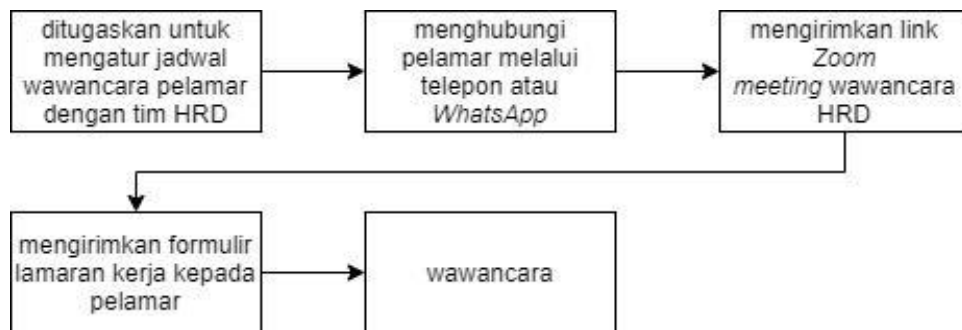 ditugaskan untuk
mengatur jadwal
wawancara pelamar
dengan tim HRD
menghubungi
pelamar melalui
telepon atau
WhatsApp
mengirimkan link
Zoom
meeting wawancara
HRD
mengirimkan formulir
lamaran kerja kepada
pelamar
wawancara